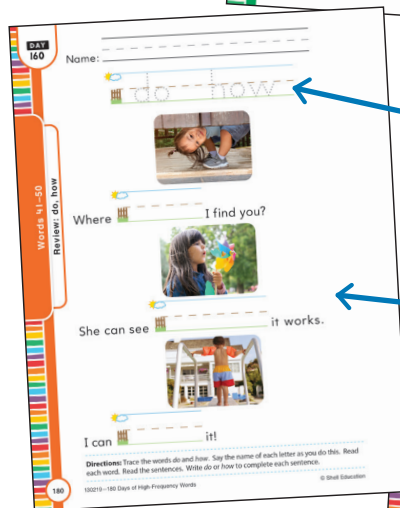 DAY
160
Name:
do how
Words 41–50
Review: do, how
Where I find you?
She can see it works.
I can it!
Directions: Trace the words do and how. Say the name of each letter as you do this. Read
each word. Read the sentences. Write do or how to complete each sentence.
180
130219—180 Days of High-Frequency Words
© Shell Education